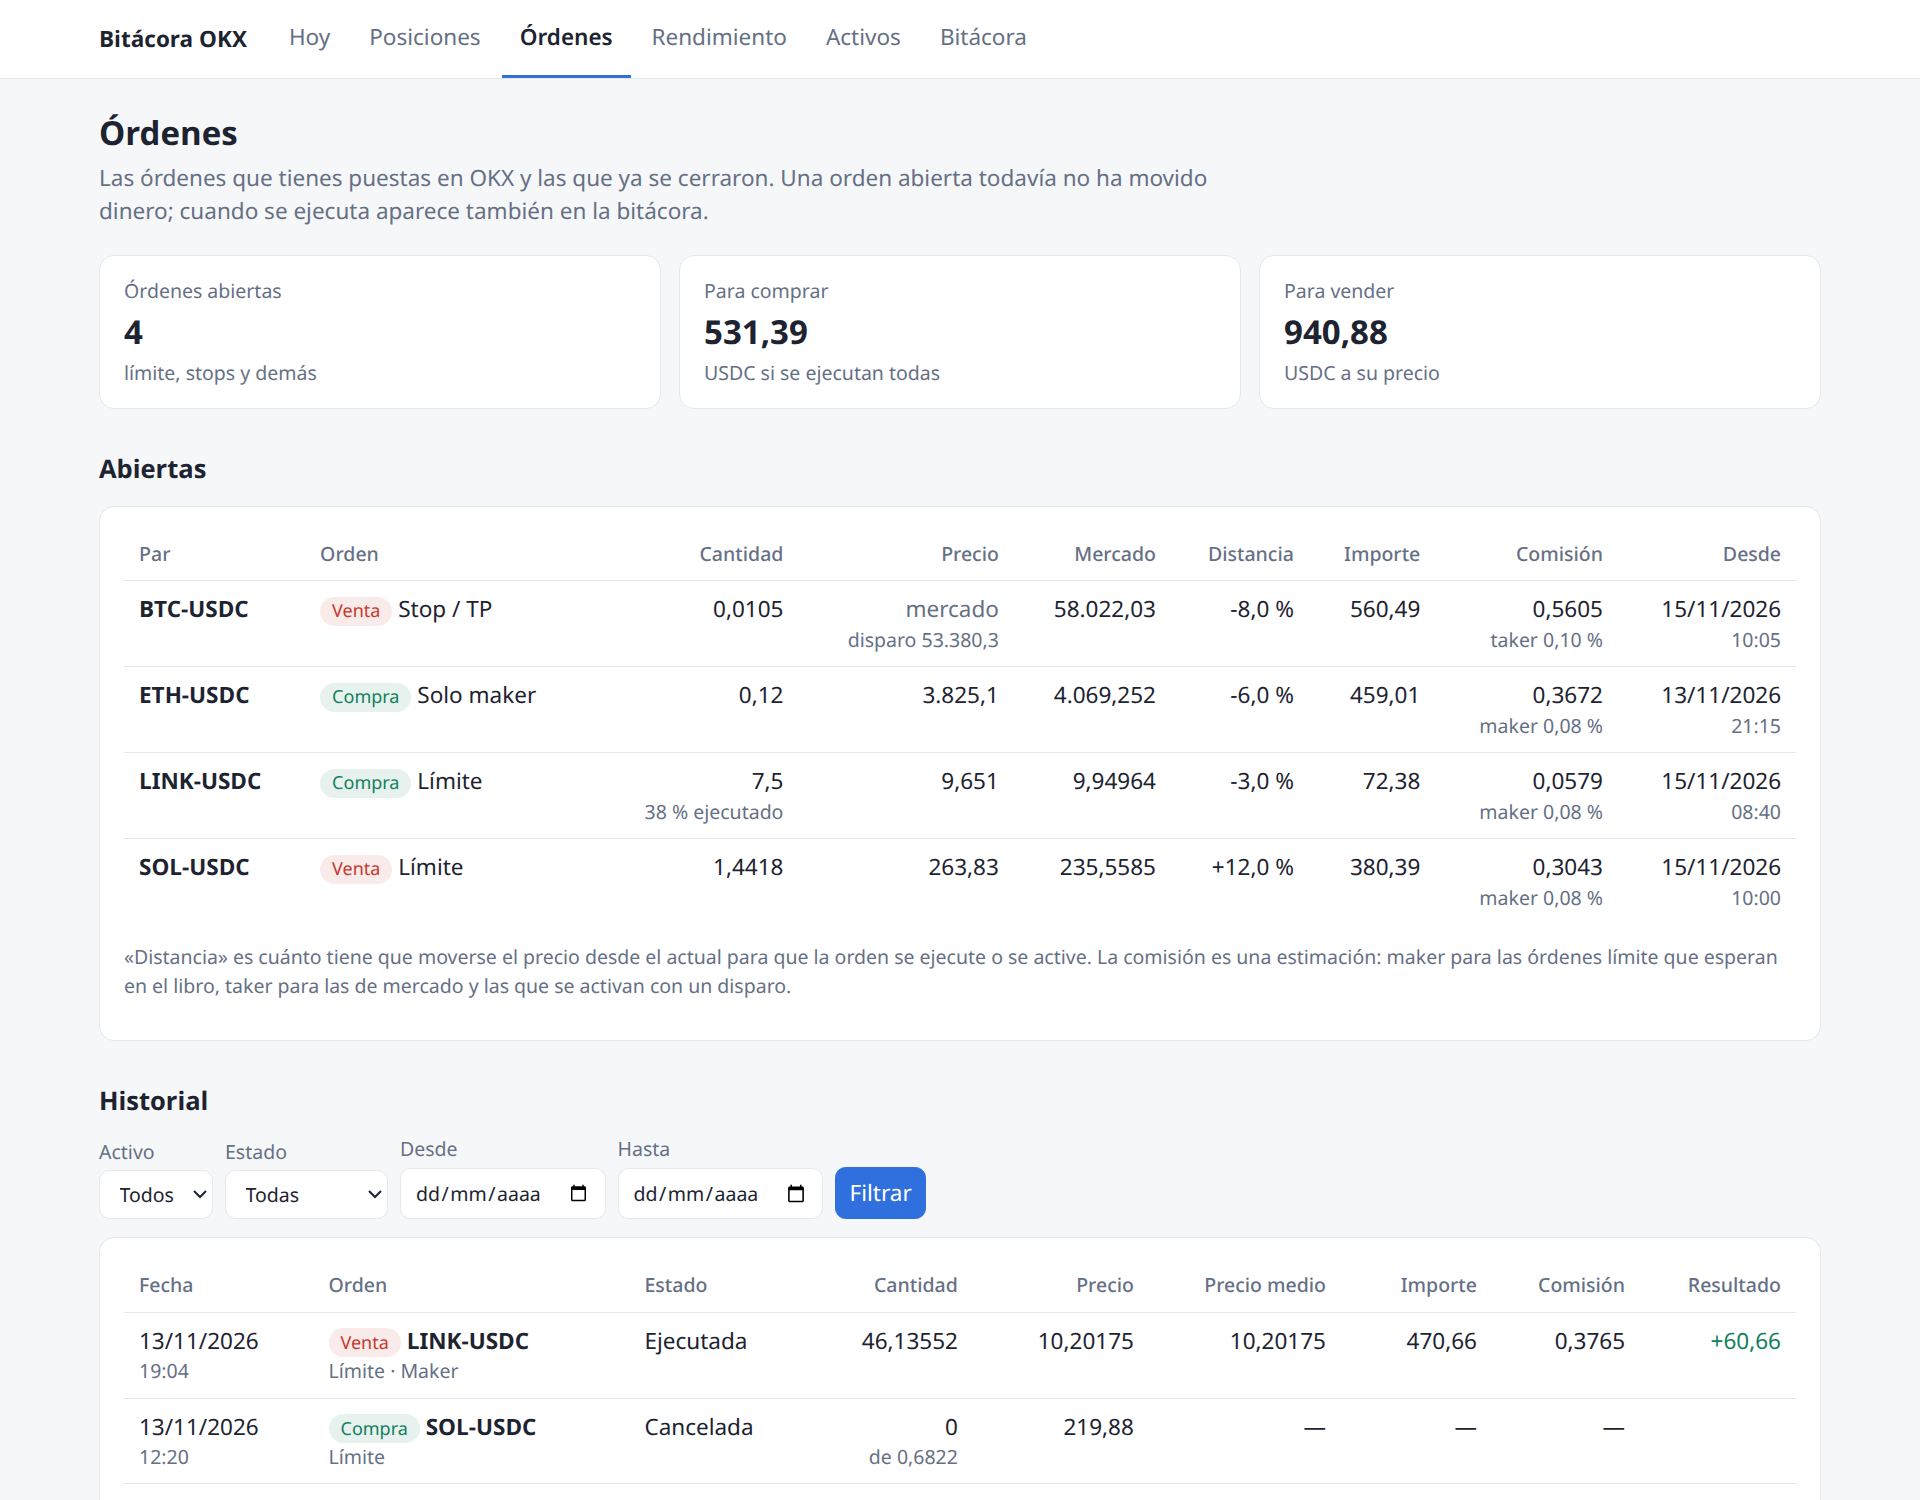 Bitácora OKX Hoy Posiciones Órdenes Rendimiento Activos Bitácora
Órdenes
Las órdenes que tienes puestas en OKX y las que ya se cerraron. Una orden abierta todavía no ha movido
dinero; cuando se ejecuta aparece también en la bitácora.
Órdenes abiertas
4
límite, stops y demás
Para comprar
531,39
USDC si se ejecutan todas
Para vender
940,88
USDC a su precio
Abiertas
Par Orden Cantidad Precio Mercado Distancia Importe Comisión Desde
BTC-USDC Venta Stop / TP 0,0105 mercado 58.022,03 -8,0 % 560,49 0,5605 15/11/2026
disparo 53.380,3 taker 0,10 % 10:05
ETH-USDC Compra Solo maker 0,12 3.825,1 4.069,252 -6,0 % 459,01 0,3672 13/11/2026
maker 0,08 % 21:15
LINK-USDC Compra Límite 7,5 9,651 9,94964 -3,0 % 72,38 0,0579 15/11/2026
38 % ejecutado maker 0,08 % 08:40
SOL-USDC Venta Límite 1,4418 263,83 235,5585 +12,0 % 380,39 0,3043 15/11/2026
maker 0,08 % 10:00
«Distancia» es cuánto tiene que moverse el precio desde el actual para que la orden se ejecute o se active. La comisión es una estimación: maker para las órdenes límite que esperan
en el libro, taker para las de mercado y las que se activan con un disparo.
Historial
Activo Estado Desde Hasta
Todos Todas dd/mm/aaaa dd/mm/aaaa Filtrar
Fecha Orden Estado Cantidad Precio Precio medio Importe Comisión Resultado
13/11/2026 Venta LINK-USDC Ejecutada 46,13552 10,20175 10,20175 470,66 0,3765 +60,66
19:04 Límite · Maker
13/11/2026 Compra SOL-USDC Cancelada 0 219,88 — — —
12:20 Límite de 0,6822